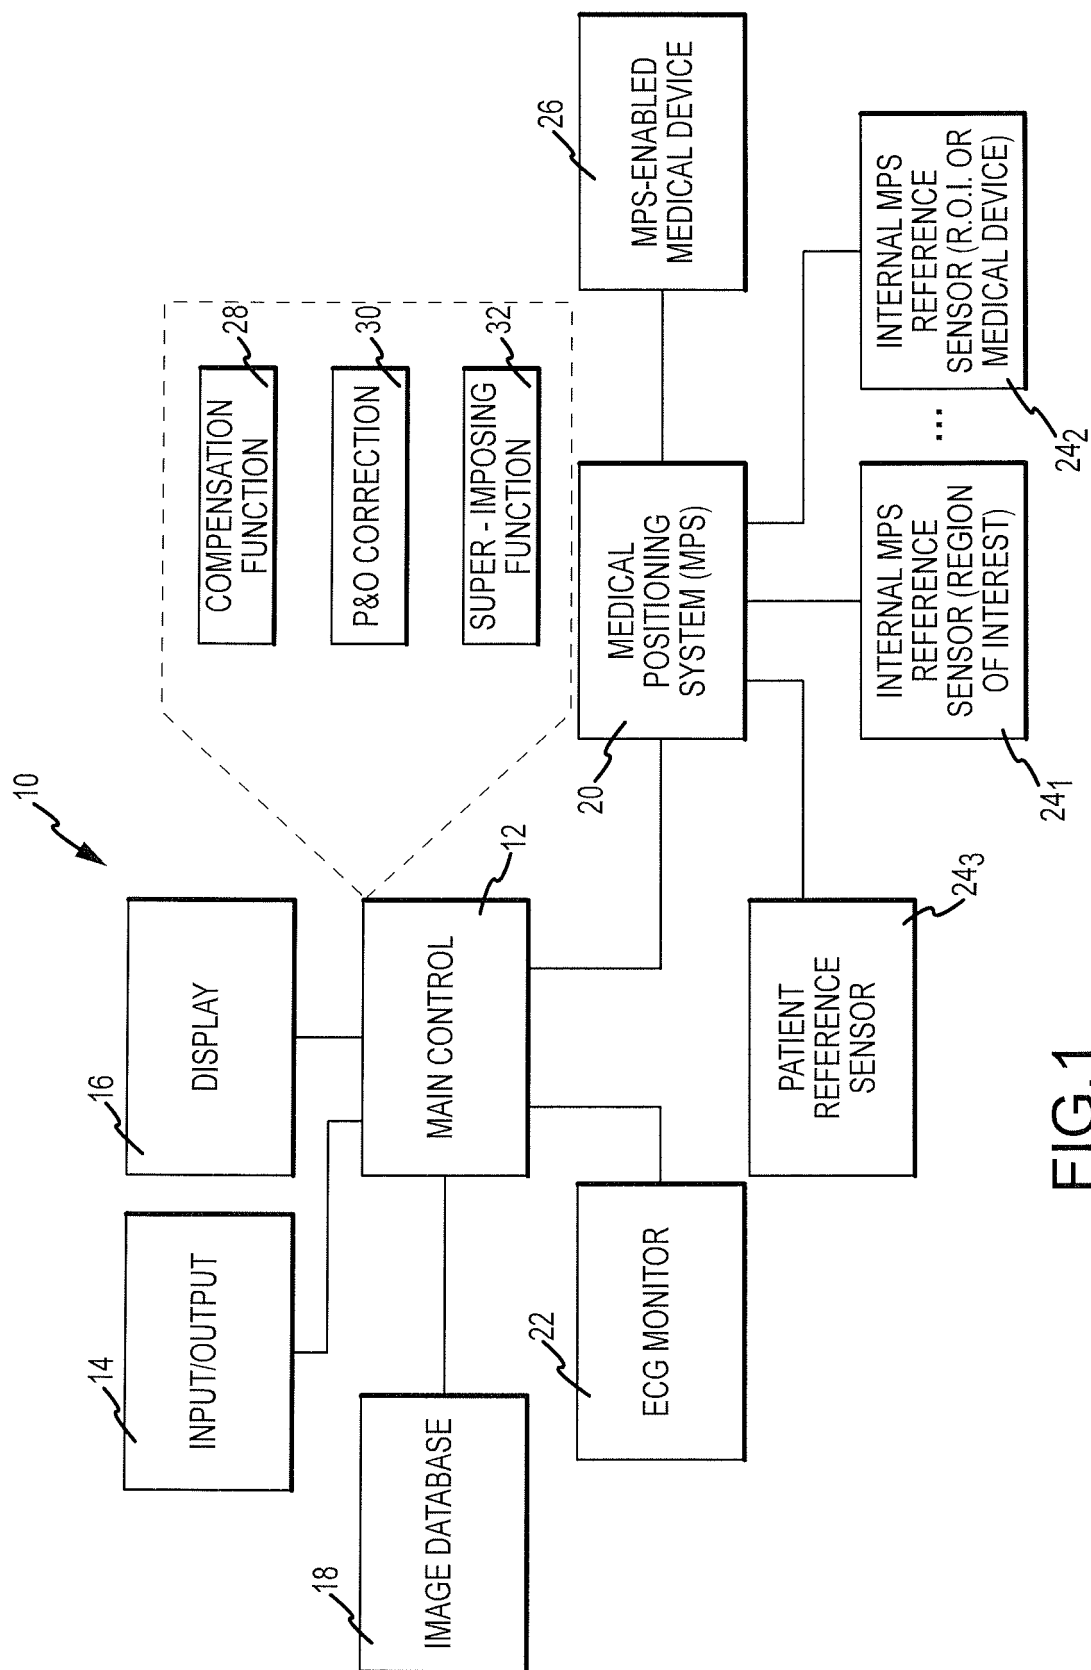 10
16
DISPLAY
14
INPUT/OUTPUT
18
IMAGE DATABASE
12
MAIN CONTROL
22
ECG MONITOR
COMPENSATION
FUNCTION
28
P&O CORRECTION
30
SUPER - IMPOSING
FUNCTION
32
20
MEDICAL
POSITIONING
SYSTEM (MPS)
26
MPS-ENABLED
MEDICAL DEVICE
PATIENT
REFERENCE
SENSOR
243
INTERNAL MPS
REFERENCE
SENSOR (REGION
OF INTEREST)
241
...
INTERNAL MPS
REFERENCE
SENSOR (R.O.I. OR
MEDICAL DEVICE)
242
FIG.1